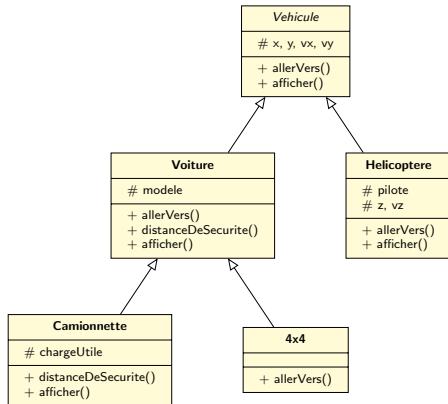 Vehicule
# x, y, vx, vy
+ allerVers()
+ afficher()
Voiture
# modele
+ allerVers()
+ distanceDeSecurite()
+ afficher()
Helicoptere
# pilote
# z, vz
+ allerVers()
+ afficher()
Camionnette
# chargeUtile
+ distanceDeSecurite()
+ afficher()
4x4
+ allerVers()